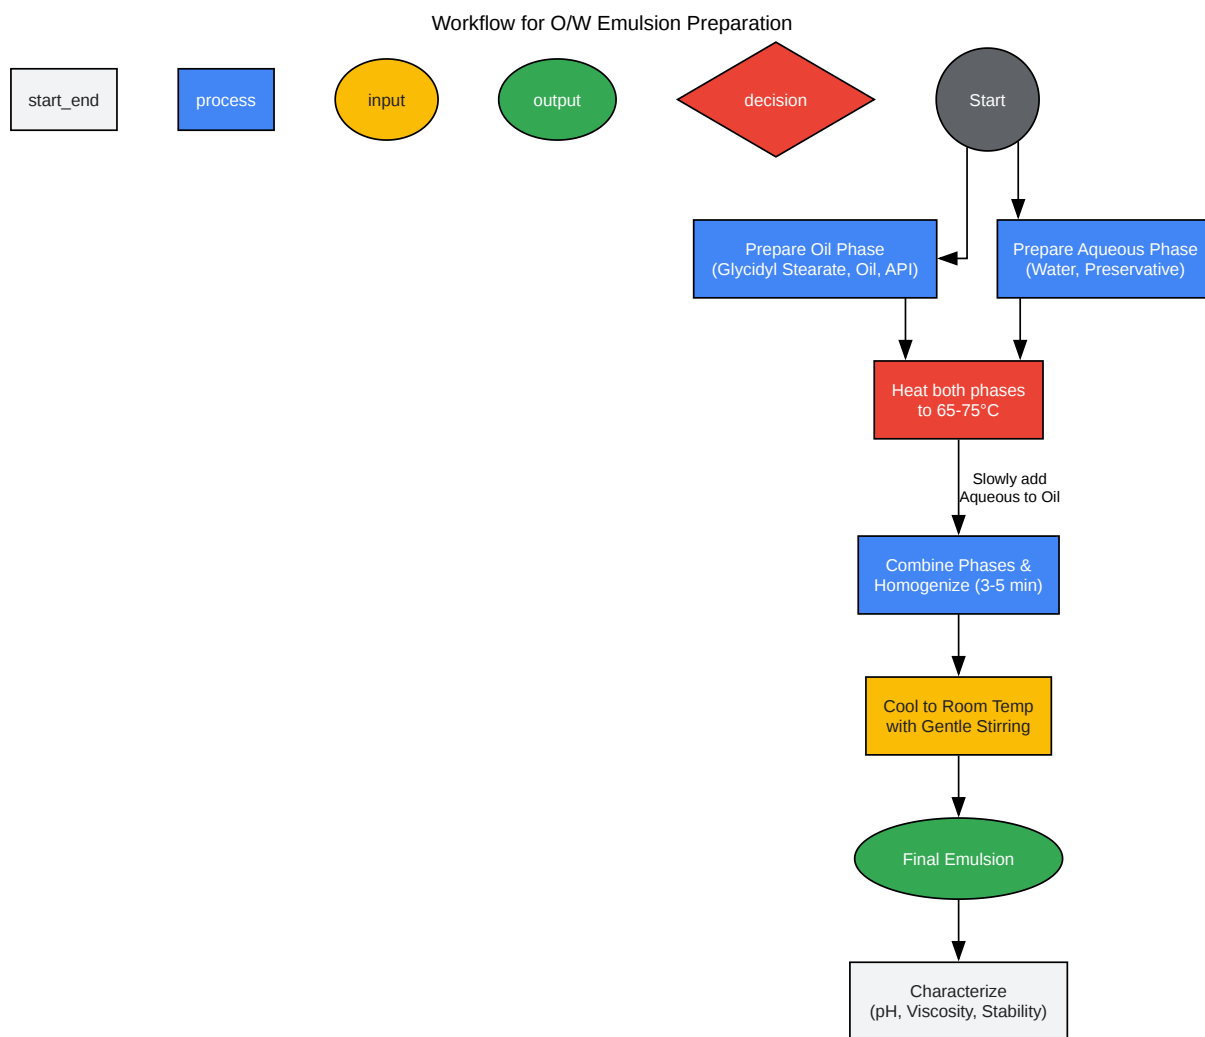 Workflow for O/W Emulsion Preparation
start_end
process
input
output
decision
Start
Prepare Oil Phase
(Glycidyl Stearate, Oil, API)
Prepare Aqueous Phase
(Water, Preservative)
Heat both phases
to 65-75°C
Slowly add
Aqueous to Oil
Combine Phases &
Homogenize (3-5 min)
Cool to Room Temp
with Gentle Stirring
Final Emulsion
Characterize
(pH, Viscosity, Stability)